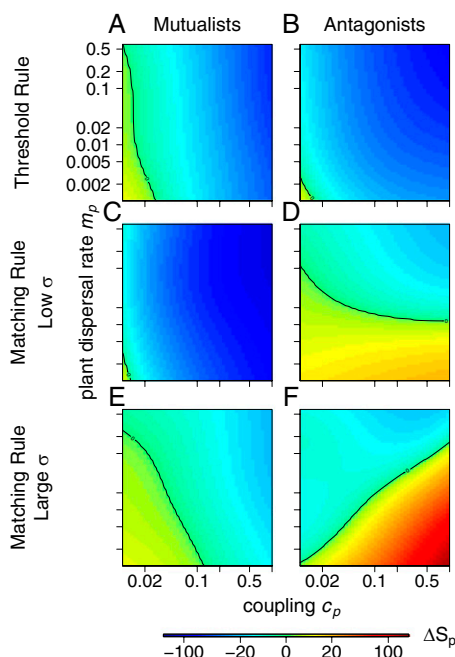 A Mutualists B Antagonists
Threshold Rule
0.5
0.2
0.1
0.02
0.01
0.005
0.002
C D
Matching Rule
Low σ
plant dispersal rate m_p
E F
Matching Rule
Large σ
0.02 0.1 0.5 0.02 0.1 0.5
coupling c_p
ΔS_p
−100 −20 0 20 100